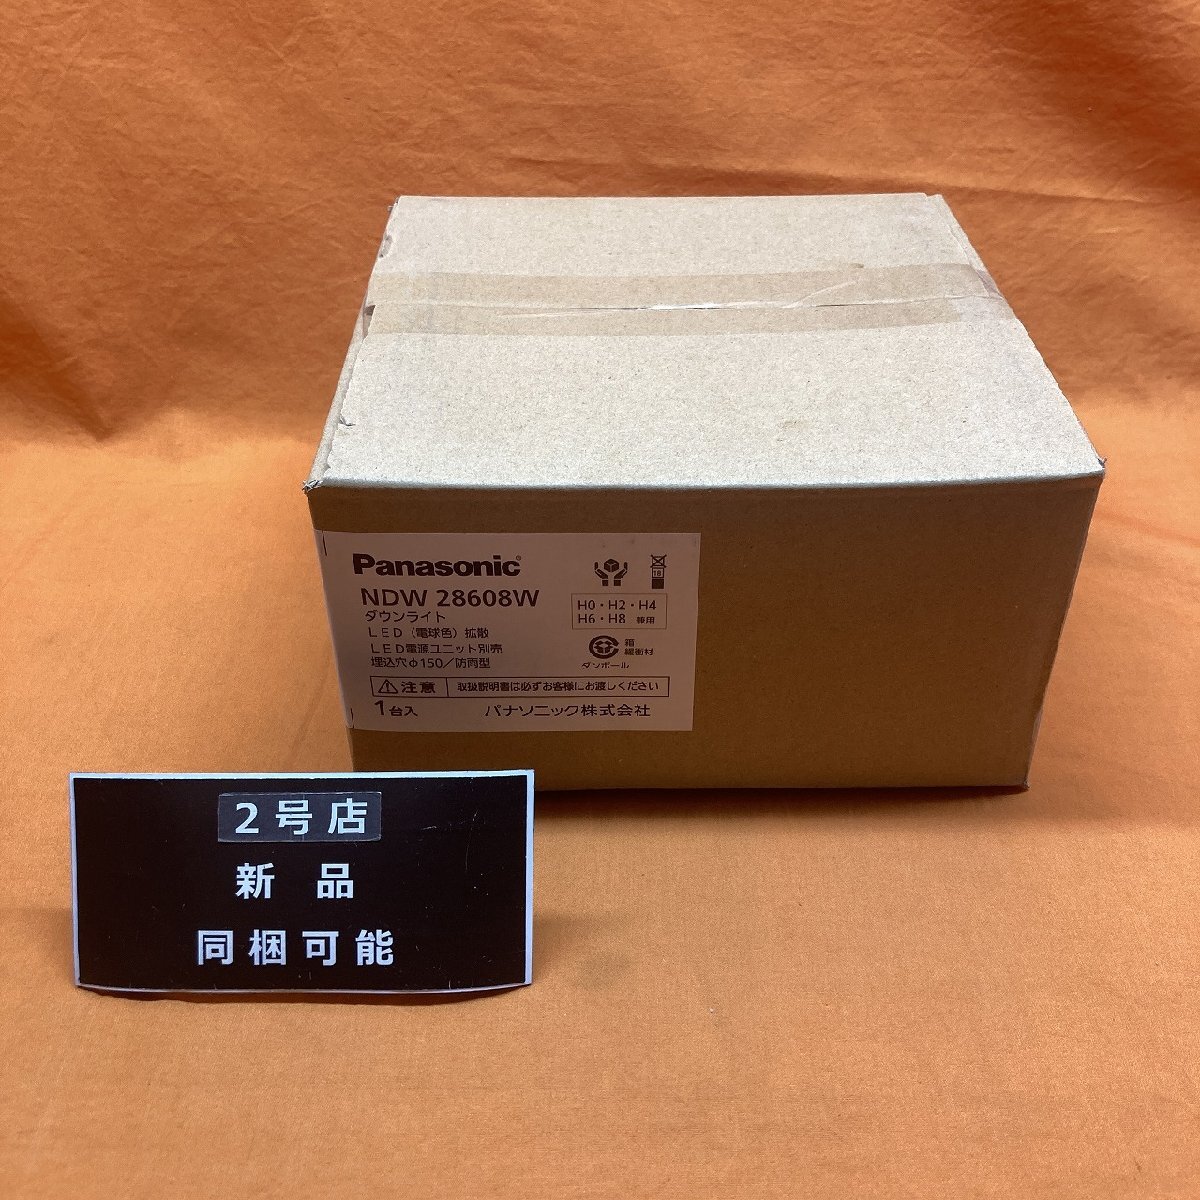 Panasonic
NDW 28608W
ダウンライト
LED（電球色）拡散
LED電源ユニット別売
埋込穴φ150／防雨型
18
H0・H2・H4
H6・H8 兼用
箱
緩衝材
ダンボール
注意 取扱説明書は必ずお客様にお渡しください
1台入 パナソニック株式会社
2号店
新品
同梱可能